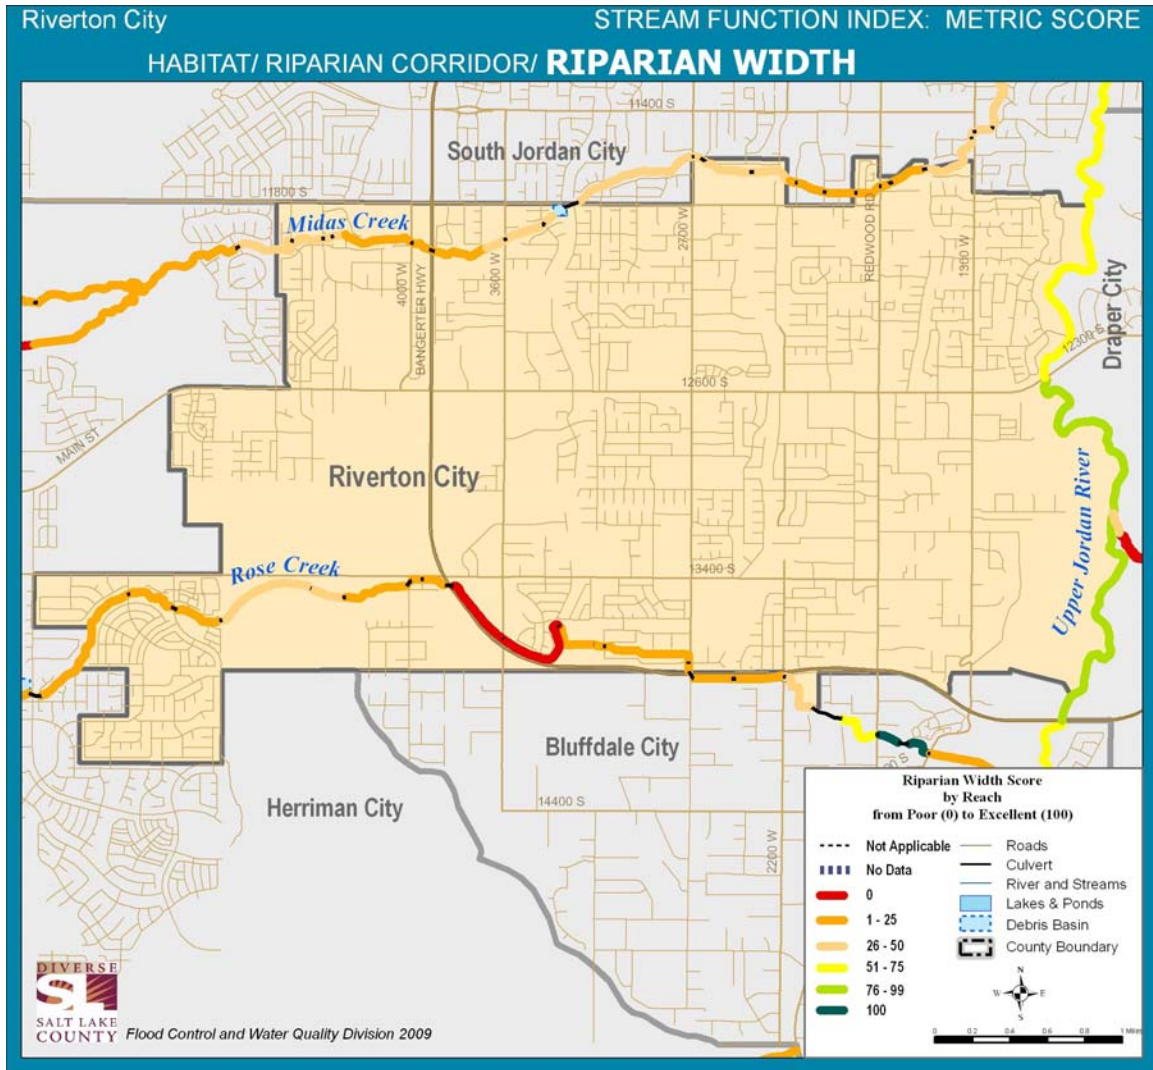 Riverton City
STREAM FUNCTION INDEX: METRIC SCORE
HABITAT/ RIPARIAN CORRIDOR/ RIPARIAN WIDTH
11400 S
South Jordan City
11800 S
Midas Creek
2700 W
REDWOOD RD
1300 W
4000 W
BANGERTER HWY
3600 W
Draper City
12300 S
12600 S
MAIN ST
Riverton City
Upper Jordan River
Rose Creek
13400 S
Bluffdale City
Herriman City
14400 S
2200 W
Riparian Width Score
by Reach
from Poor (0) to Excellent (100)
Not Applicable
No Data
0
1 - 25
26 - 50
51 - 75
76 - 99
100
Roads
Culvert
River and Streams
Lakes & Ponds
Debris Basin
County Boundary
N
W E
S
0 0.2 0.4 0.6 0.8 1 Miles
DIVERSE
SL
SALT LAKE
COUNTY
Flood Control and Water Quality Division 2009